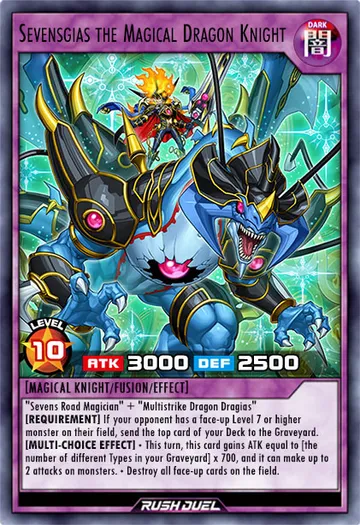 SEVENSGIAS THE MAGICAL DRAGON KNIGHT
DARK
闇
LEVEL
10
ATK 3000 DEF 2500
[MAGICAL KNIGHT/FUSION/EFFECT]
"Sevens Road Magician" + "Multistrike Dragon Dragias"
[REQUIREMENT] If your opponent has a face-up Level 7 or higher
monster on their field, send the top card of your Deck to the Graveyard.
[MULTI-CHOICE EFFECT] • This turn, this card gains ATK equal to [the
number of different Types in your Graveyard] x 700, and it can make up to
2 attacks on monsters. • Destroy all face-up cards on the field.
RUSH DUEL